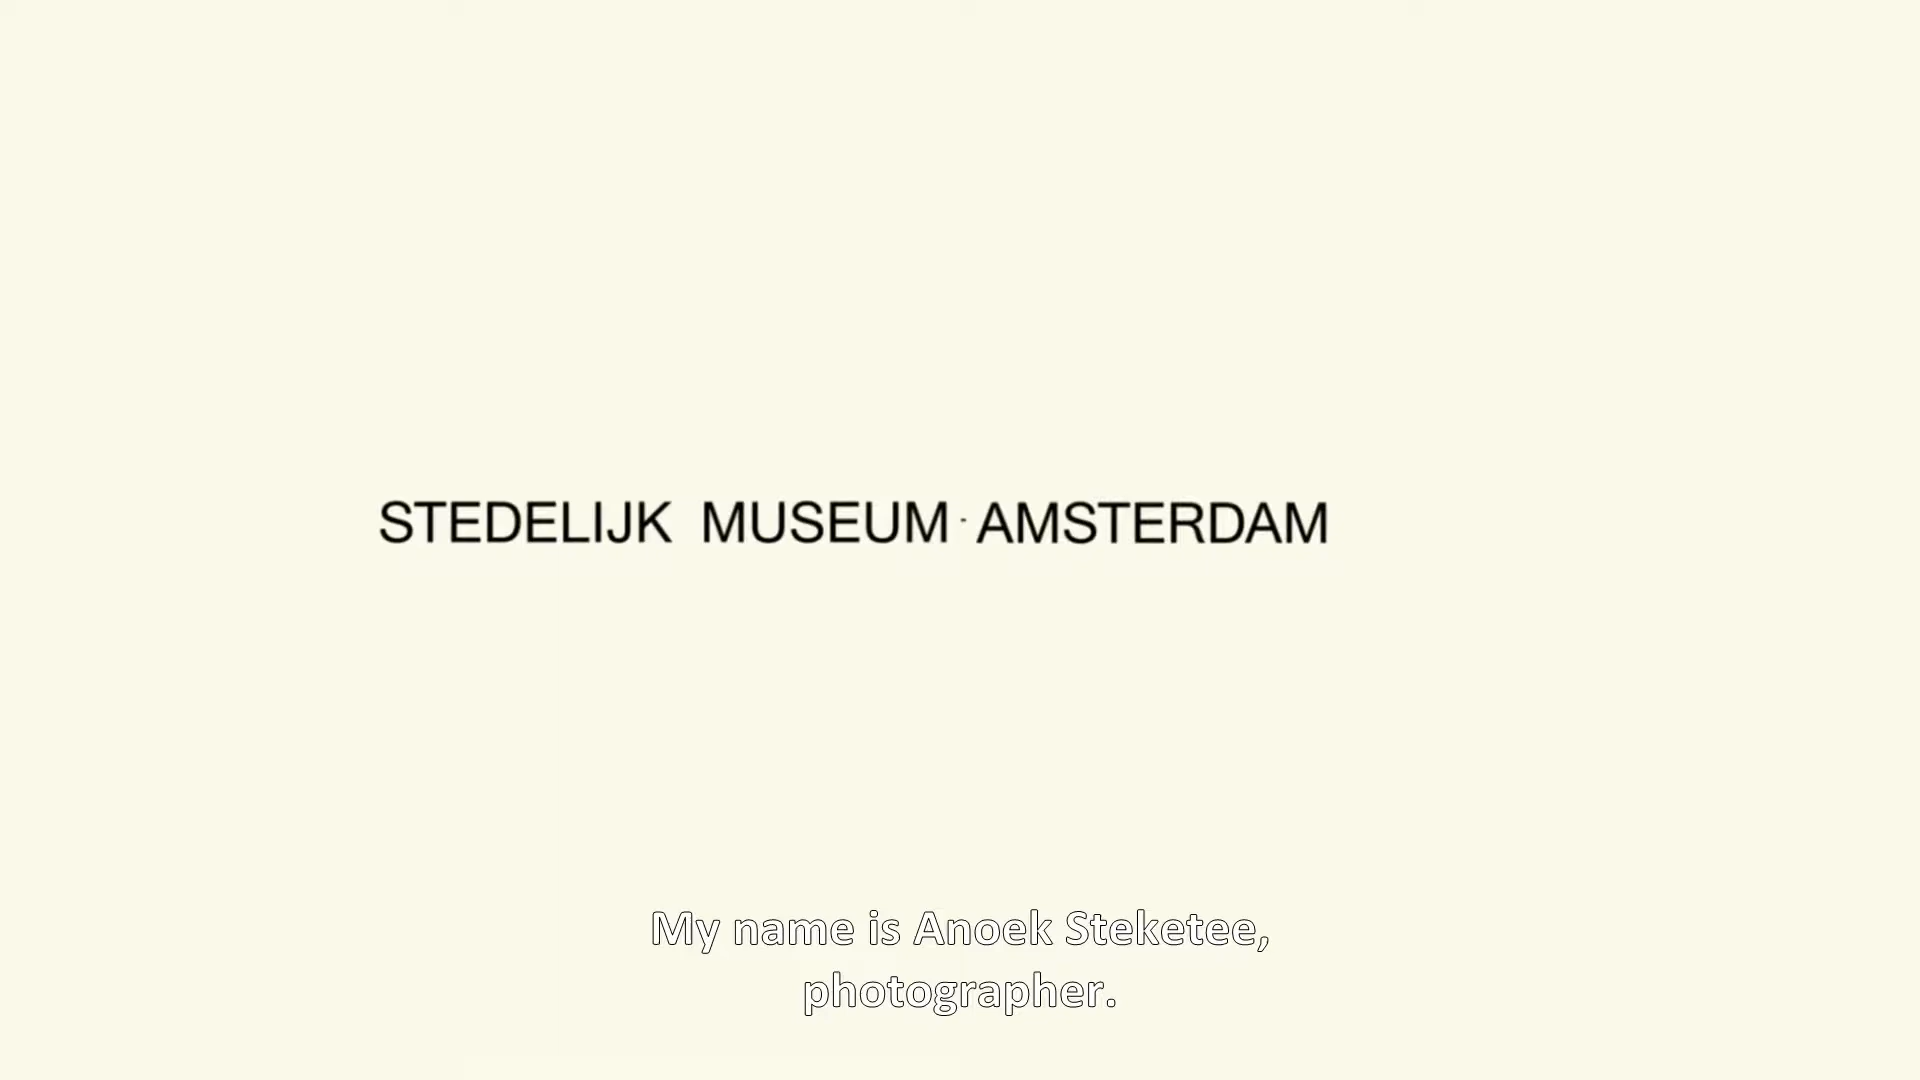 STEDELIJK MUSEUM · AMSTERDAM
My name is Anoek Steketee,
photographer.